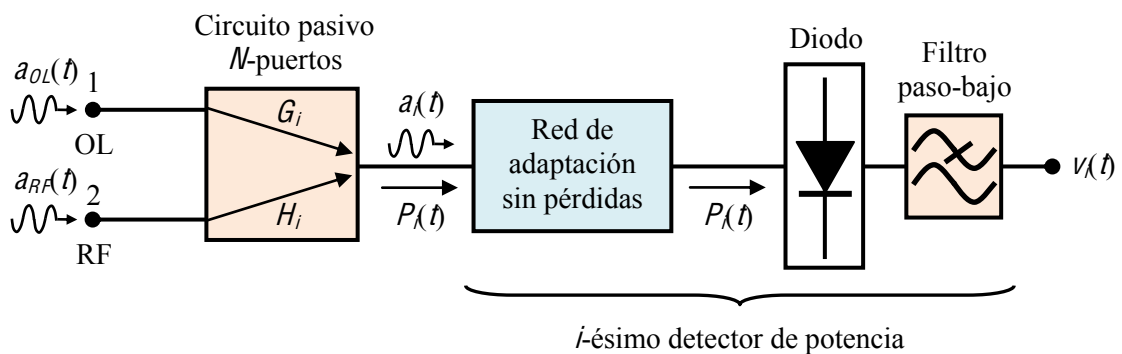 Circuito pasivo
N-puertos
a_OL(t) 1
OL
a_RF(t) 2
RF
G_i
H_i
a_i(t)
P_i(t)
Red de
adaptación
sin pérdidas
P_i(t)
Diodo
Filtro
paso-bajo
v_i(t)
i-ésimo detector de potencia